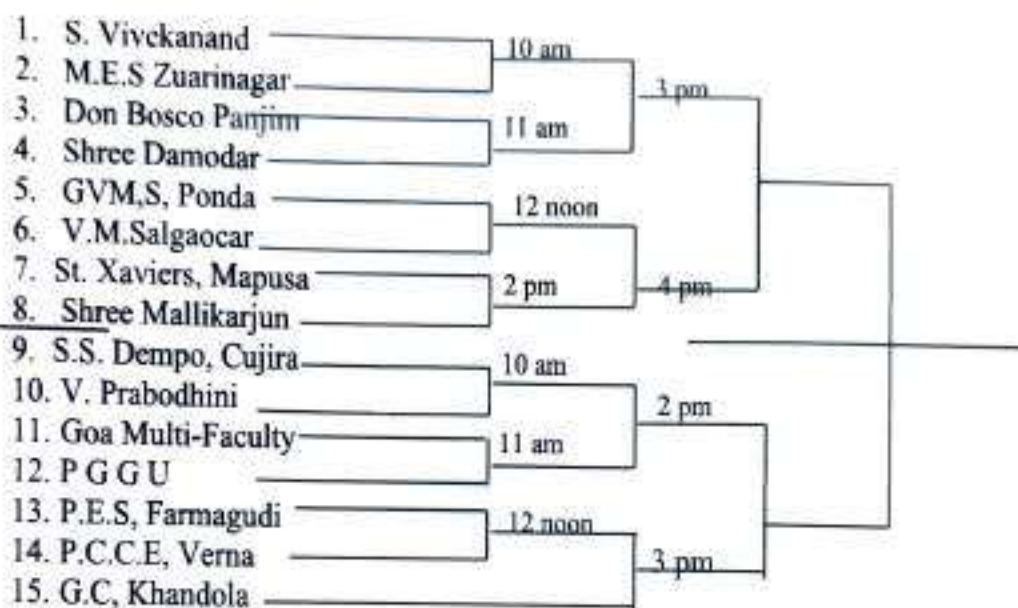 1. S. Vivekanand
10 am
2. M.E.S Zuarinagar
3 pm
3. Don Bosco Panjim
11 am
4. Shree Damodar
5. GVM,S, Ponda
12 noon
6. V.M.Salgaocar
7. St. Xaviers, Mapusa
2 pm
4 pm
8. Shree Mallikarjun
9. S.S. Dempo, Cujira
10 am
10. V. Prabodhini
2 pm
11. Goa Multi-Faculty
11 am
12. P G G U
13. P.E.S, Farmagudi
12 noon
14. P.C.C.E, Verna
3 pm
15. G.C, Khandola